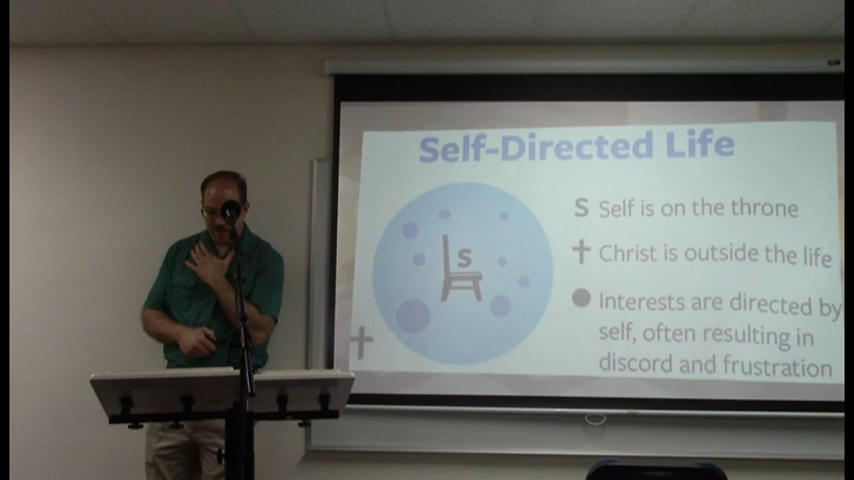 Self-Directed Life
S Self is on the throne
Christ is outside the life
Interests are directed by
self, often resulting in
discord and frustration
S